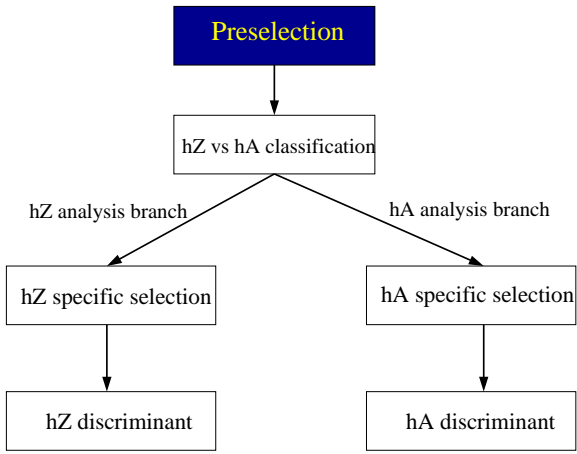 Preselection
hZ vs hA classification
hZ analysis branch
hA analysis branch
hZ specific selection
hA specific selection
hZ discriminant
hA discriminant